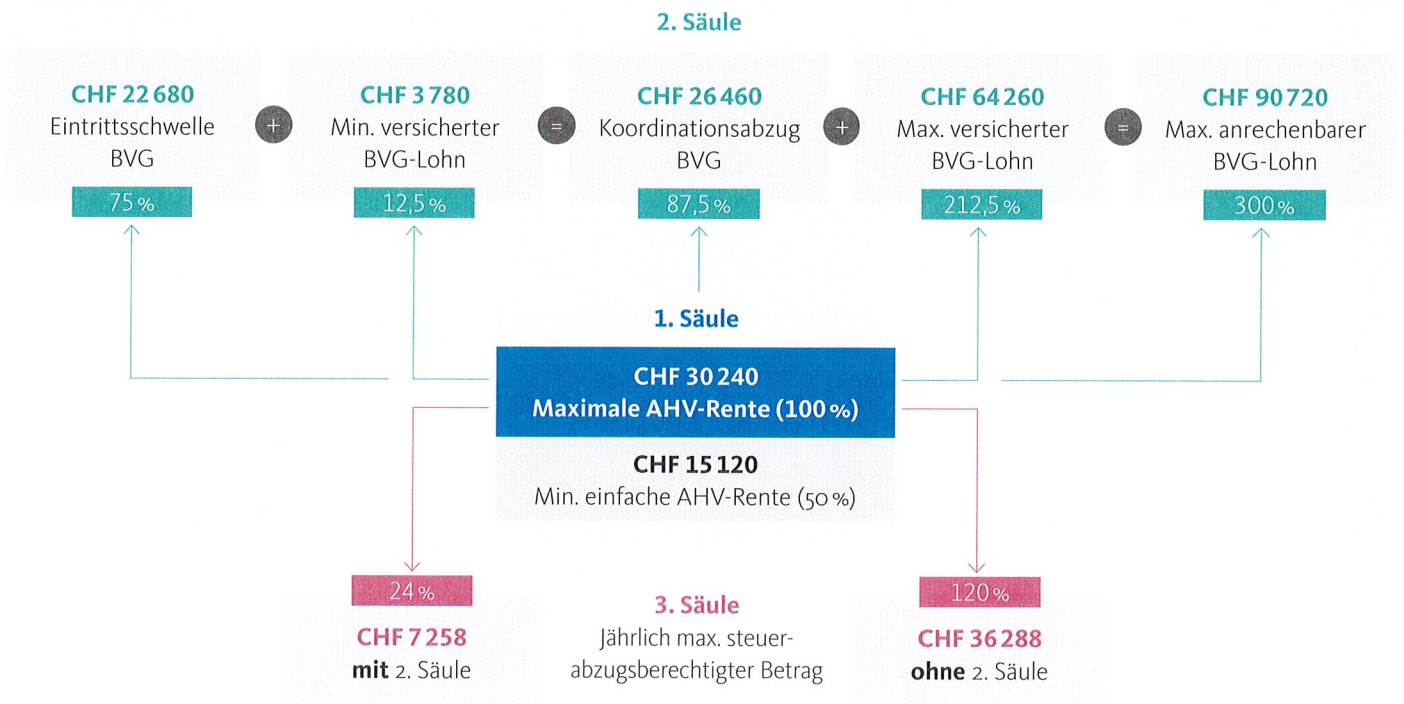 2. Säule
CHF 22 680
Eintrittsschwelle
BVG
75 %
+
CHF 3 780
Min. versicherter
BVG-Lohn
12,5 %
=
CHF 26 460
Koordinationsabzug
BVG
87,5 %
+
CHF 64 260
Max. versicherter
BVG-Lohn
212,5 %
=
CHF 90 720
Max. anrechenbarer
BVG-Lohn
300 %
1. Säule
CHF 30 240
Maximale AHV-Rente (100 %)
CHF 15 120
Min. einfache AHV-Rente (50 %)
24 %
CHF 7 258
mit 2. Säule
3. Säule
Jährlich max. steuer-
abzugsberechtigter Betrag
120 %
CHF 36 288
ohne 2. Säule